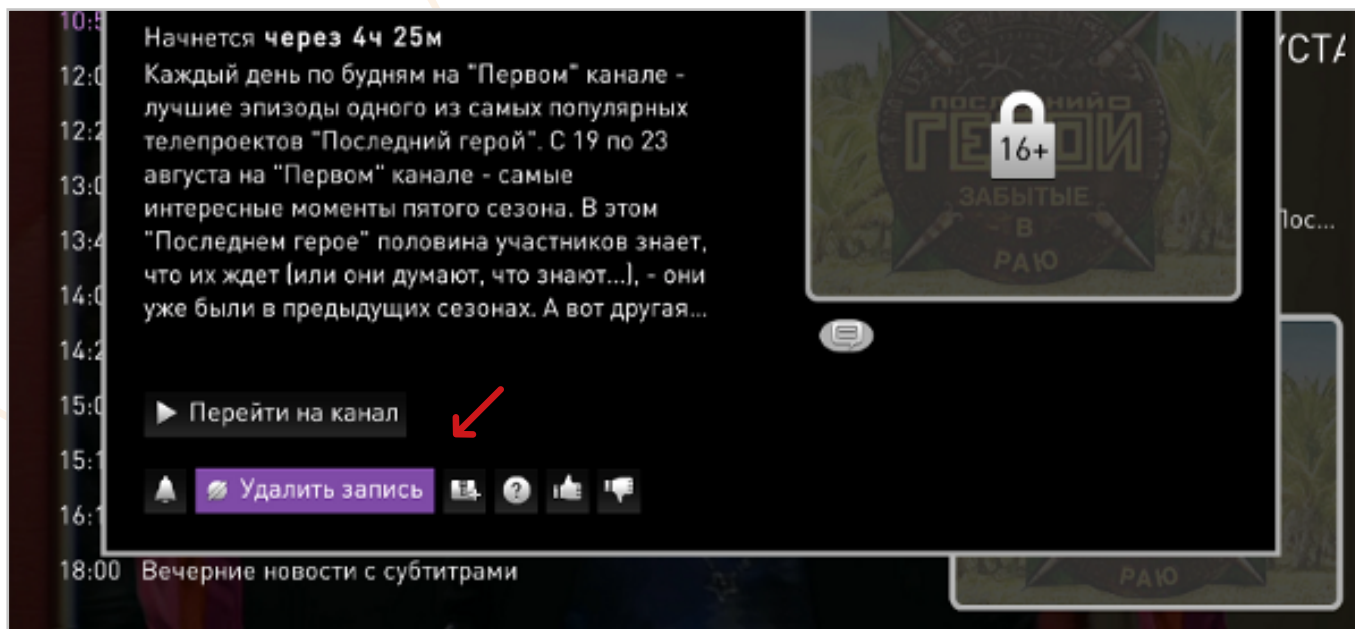 Начнется через 4ч 25м
Каждый день по будням на "Первом" канале -
лучшие эпизоды одного из самых популярных
телепроектов "Последний герой". С 19 по 23
августа на "Первом" канале - самые
интересные моменты пятого сезона. В этом
"Последнем герое" половина участников знает,
что их ждет (или они думают, что знают...), - они
уже были в предыдущих сезонах. А вот другая...
ПОСЛЕДНИЙ
ГЕРОЙ
16+
ЗАБЫТЫЕ
В
РАЮ
Перейти на канал
Удалить запись
18:00 Вечерние новости с субтитрами
РАЮ